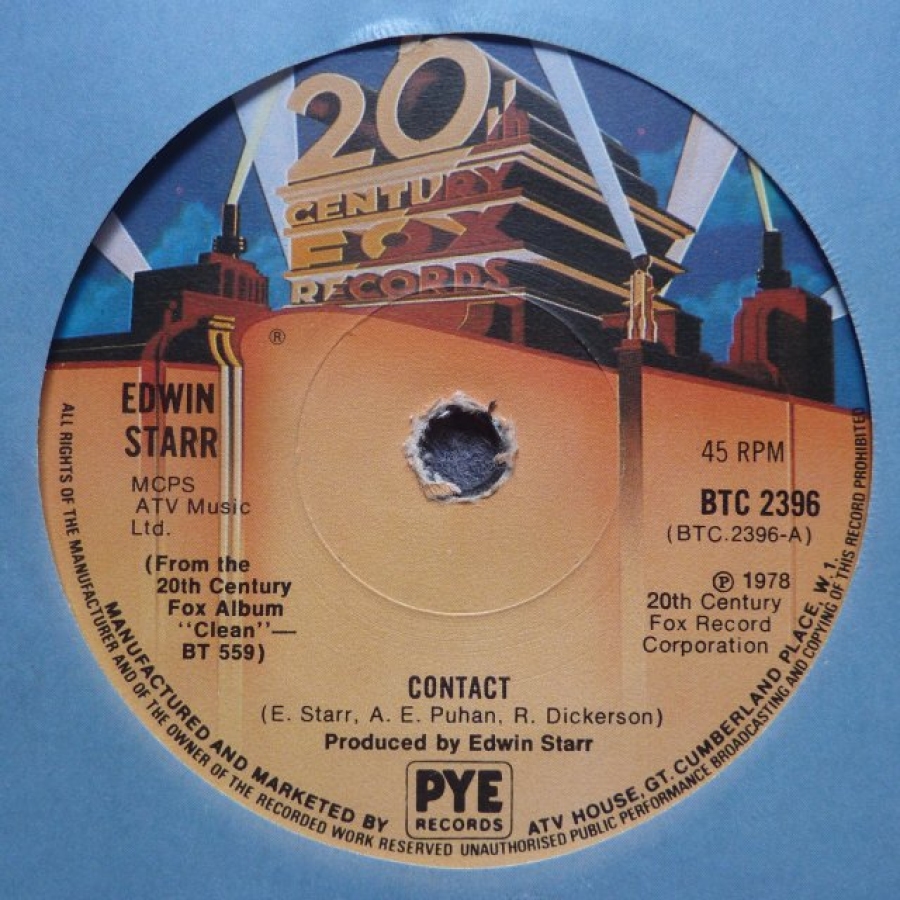 20th
CENTURY
FOX
RECORDS
®
EDWIN
STARR
MCPS
ATV Music
Ltd.
(From the
20th Century
Fox Album
"Clean"—
BT 559)
45 RPM
BTC 2396
(BTC.2396-A)
℗ 1978
20th Century
Fox Record
Corporation
CONTACT
(E. Starr, A. E. Puhan, R. Dickerson)
Produced by Edwin Starr
PYE
RECORDS
MANUFACTURED AND MARKETED BY
ATV HOUSE, GT. CUMBERLAND PLACE, W.1.
ALL RIGHTS OF THE MANUFACTURER AND OF THE OWNER OF THE RECORDED WORK RESERVED UNAUTHORISED PUBLIC PERFORMANCE BROADCASTING AND COPYING OF THIS RECORD PROHIBITED